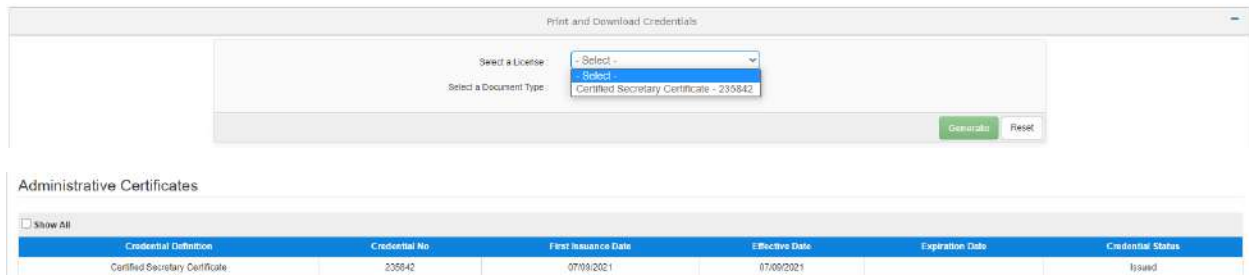 Print and Download Credentials
Select a License :
- Select -
- Select -
Certified Secretary Certificate - 235842
Select a Document Type :
Generate Reset
Administrative Certificates
Show All
Credential Definition Credential No First Issuance Date Effective Date Expiration Date Credential Status
Certified Secretary Certificate 235842 07/09/2021 07/09/2021 Issued